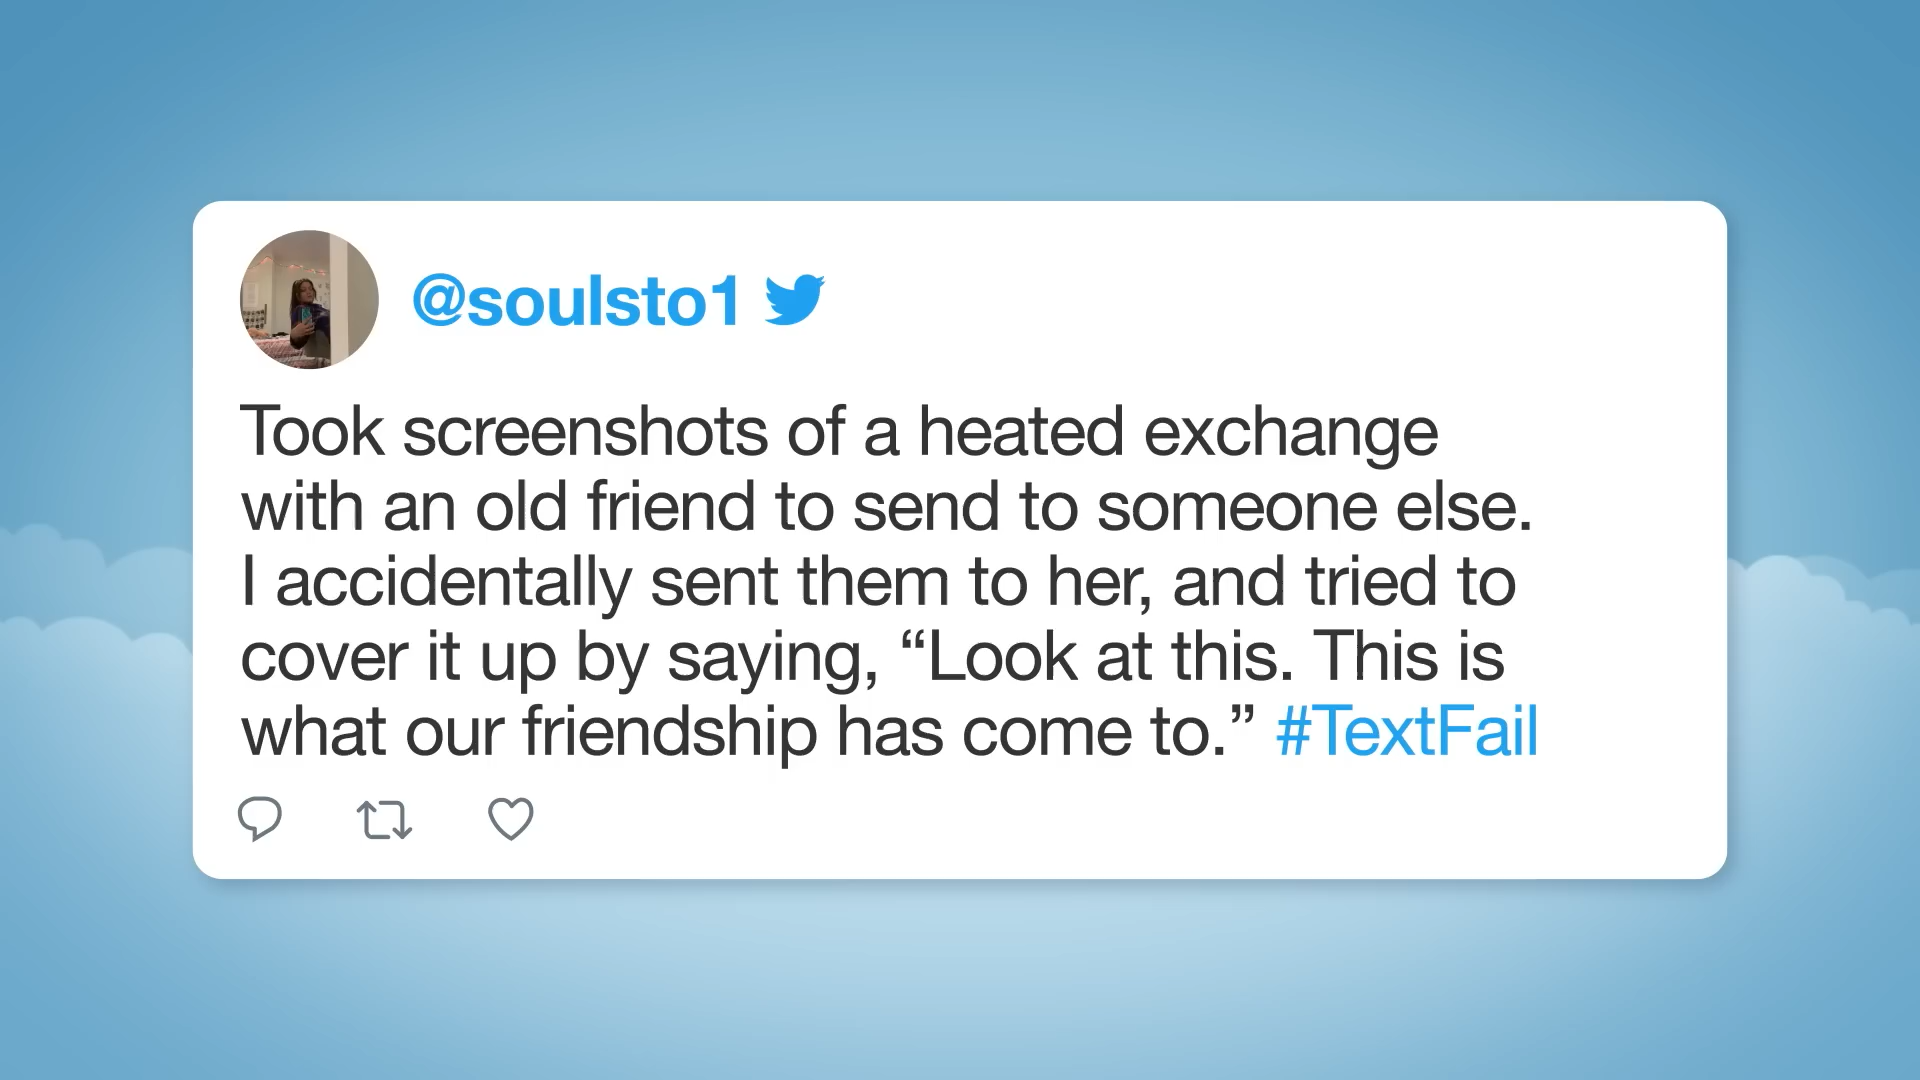 @soulsto1
Took screenshots of a heated exchange
with an old friend to send to someone else.
I accidentally sent them to her, and tried to
cover it up by saying, “Look at this. This is
what our friendship has come to.” #TextFail